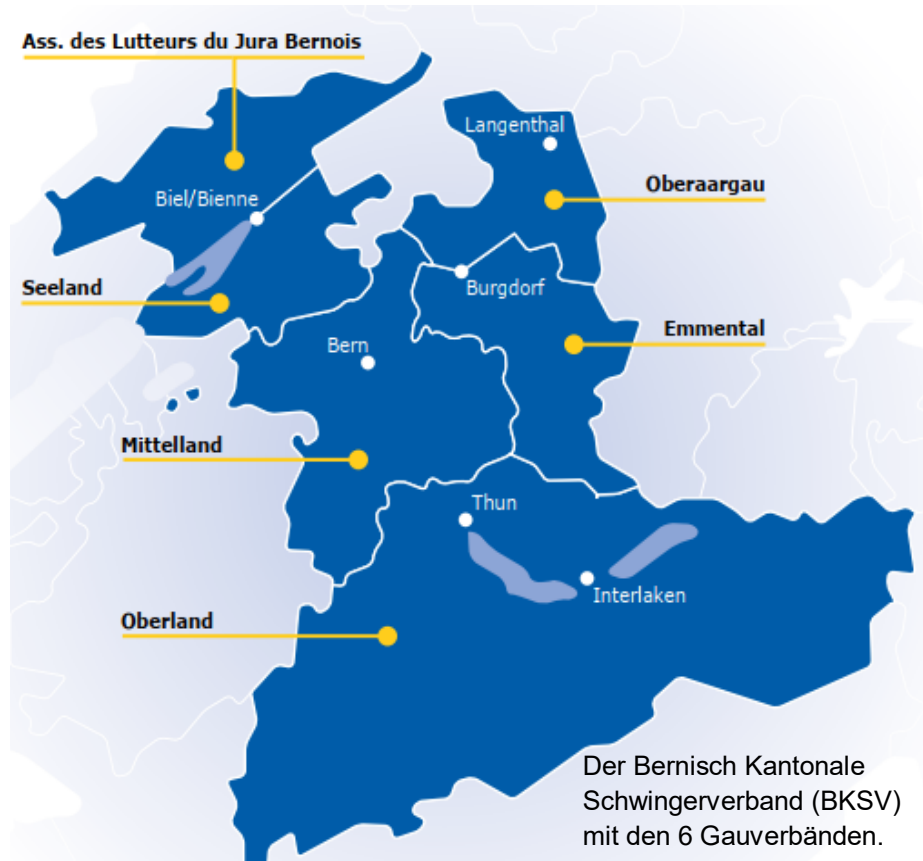 Ass. des Lutteurs du Jura Bernois
Langenthal
Oberaargau
Biel/Bienne
Seeland
Burgdorf
Emmental
Bern
Mittelland
Thun
Interlaken
Oberland
Der Bernisch Kantonale
Schwingerverband (BKSV)
mit den 6 Gauverbänden.